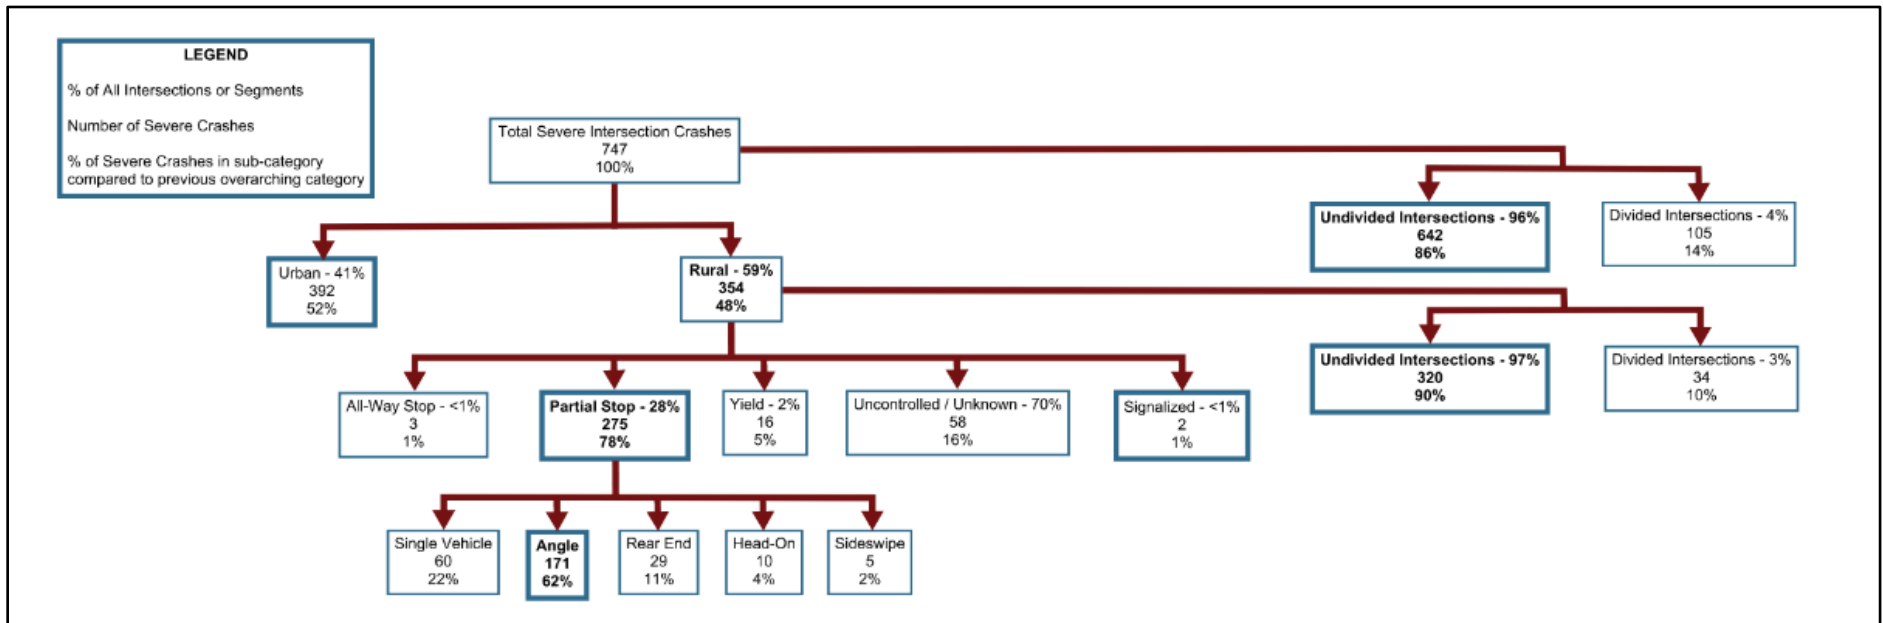 LEGEND
% of All Intersections or Segments
Number of Severe Crashes
% of Severe Crashes in sub-category
compared to previous overarching category
Total Severe Intersection Crashes
747
100%
Undivided Intersections - 96%
642
86%
Divided Intersections - 4%
105
14%
Urban - 41%
392
52%
Rural - 59%
354
48%
Undivided Intersections - 97%
320
90%
Divided Intersections - 3%
34
10%
All-Way Stop - <1%
3
1%
Partial Stop - 28%
275
78%
Yield - 2%
16
5%
Uncontrolled / Unknown - 70%
58
16%
Signalized - <1%
2
1%
Single Vehicle
60
22%
Angle
171
62%
Rear End
29
11%
Head-On
10
4%
Sideswipe
5
2%